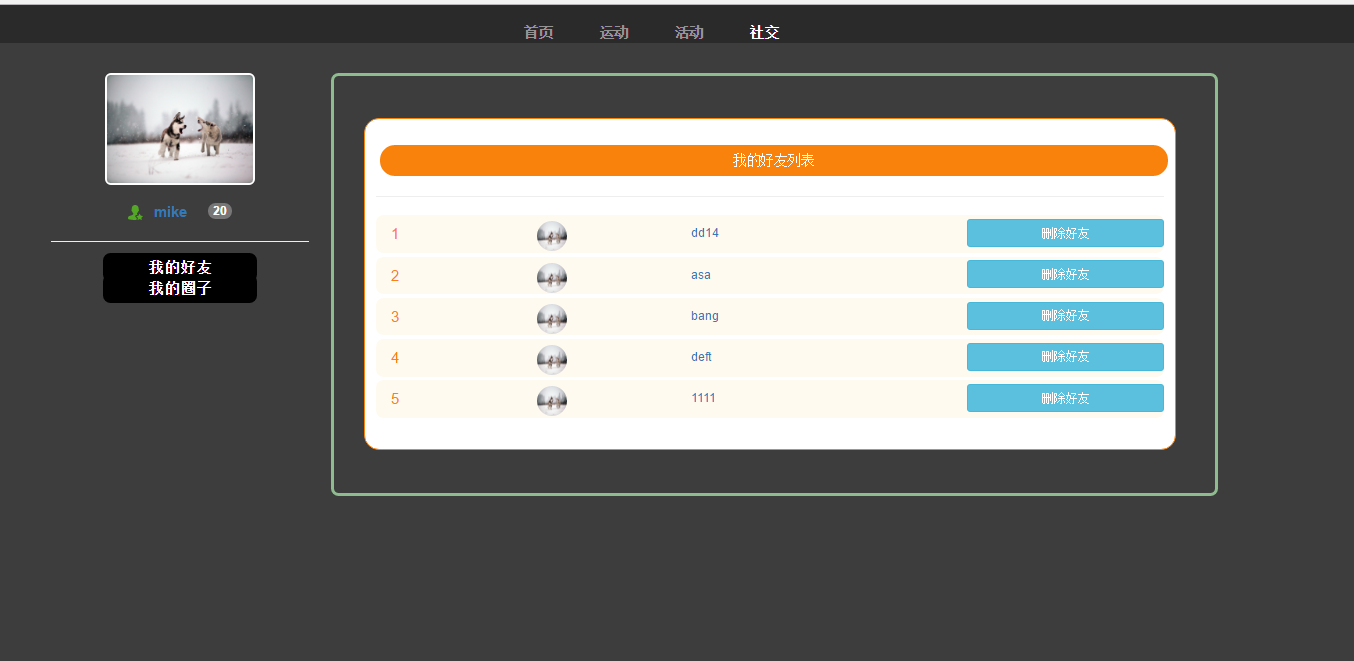 首页 运动 活动 社交
mike 20
我的好友
我的圈子
我的好友列表
1 dd14 删除好友
2 asa 删除好友
3 bang 删除好友
4 deft 删除好友
5 1111 删除好友